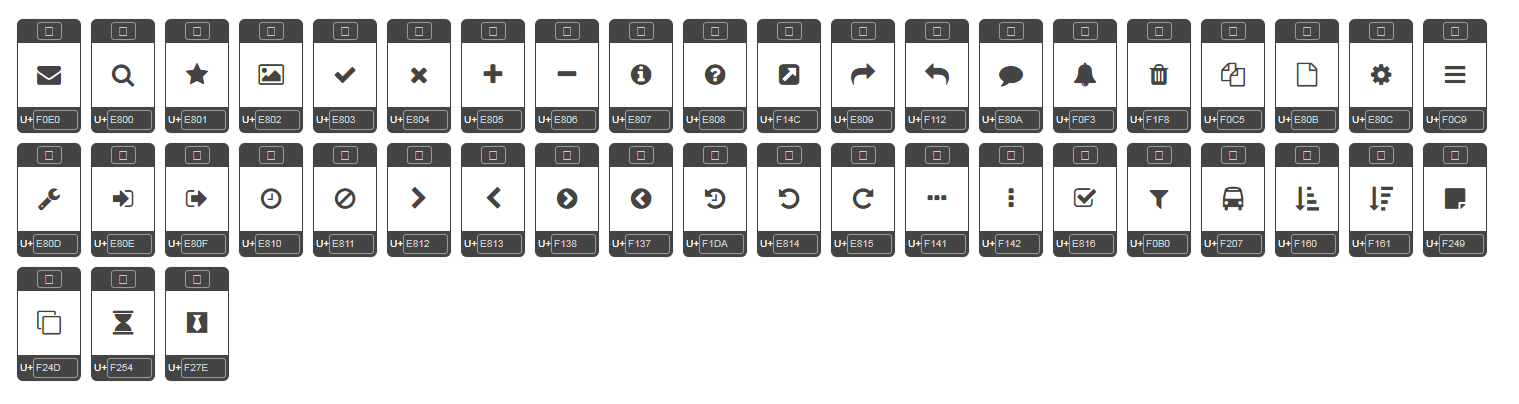 U+ F0E0 U+ E800 U+ E801 U+ E802 U+ E803 U+ E804 U+ E805 U+ E806 U+ E807 U+ E808 U+ F14C U+ E809 U+ F112 U+ E80A U+ F0F3 U+ F1F8 U+ F0C5 U+ E80B U+ E80C U+ F0C9
U+ E80D U+ E80E U+ E80F U+ E810 U+ E811 U+ E812 U+ E813 U+ F138 U+ F137 U+ F1DA U+ E814 U+ E815 U+ F141 U+ F142 U+ E816 U+ F0B0 U+ F207 U+ F160 U+ F161 U+ F249
U+ F24D U+ F254 U+ F27E